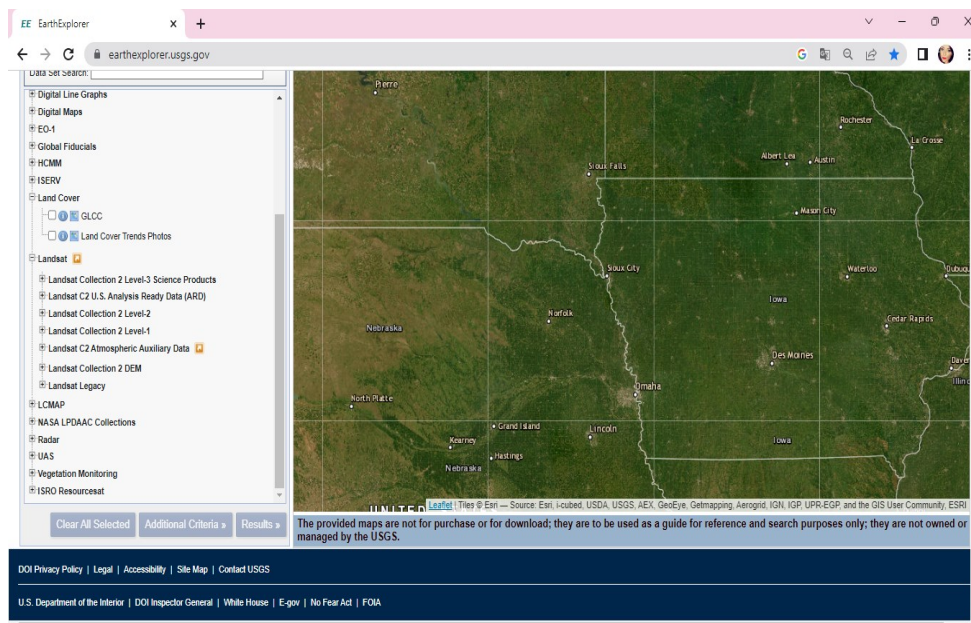 EE EarthExplorer
earthexplorer.usgs.gov
Data Set Search:
Digital Line Graphs
Digital Maps
EO-1
Global Fiducials
HCMM
ISERV
Land Cover
GLCC
Land Cover Trends Photos
Landsat
Landsat Collection 2 Level-3 Science Products
Landsat C2 U.S. Analysis Ready Data (ARD)
Landsat Collection 2 Level-2
Landsat Collection 2 Level-1
Landsat C2 Atmospheric Auxiliary Data
Landsat Collection 2 DEM
Landsat Legacy
LCMAP
NASA LPDAAC Collections
Radar
UAS
Vegetation Monitoring
ISRO Resourcesat
Clear All Selected Additional Criteria » Results »
Pierre
Rochester
La Crosse
Albert Lea Austin
Sioux Falls
Mason City
Sioux City
Waterloo
Dubuqu
Iowa
Norfolk
Cedar Rapids
Nebraska
Des Moines
Daven
Illino
Omaha
North Platte
Grand Island
Lincoln
Kearney
Iowa
Hastings
Nebraska
UNITED
Leaflet | Tiles © Esri — Source: Esri, i-cubed, USDA, USGS, AEX, GeoEye, Getmapping, Aerogrid, IGN, IGP, UPR-EGP, and the GIS User Community, ESRI
The provided maps are not for purchase or for download; they are to be used as a guide for reference and search purposes only; they are not owned or
managed by the USGS.
DOI Privacy Policy | Legal | Accessibility | Site Map | Contact USGS
U.S. Department of the Interior | DOI Inspector General | White House | E-gov | No Fear Act | FOIA